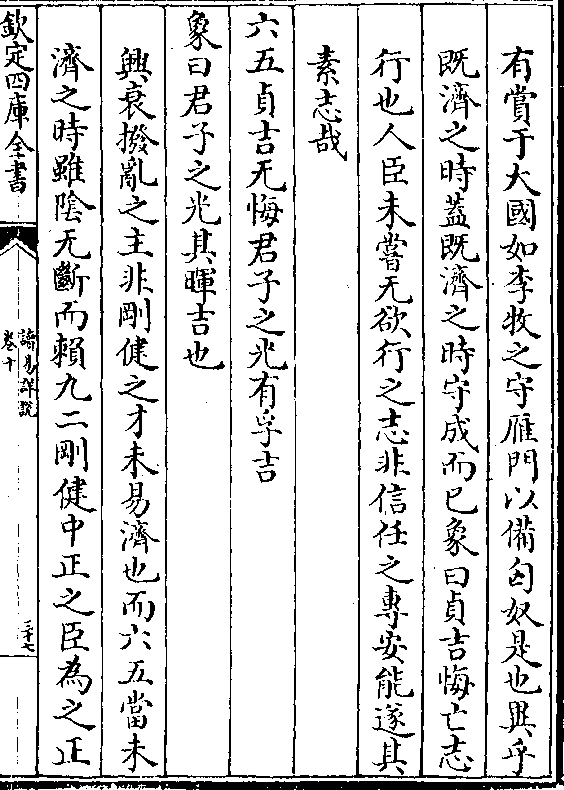 有賞于大國如李牧之守雁門以備匈奴是也異乎
既濟之時蓋既濟之時守成而已象曰貞吉悔亡志
行也人臣未嘗无欲行之志非信任之專安能遂其
素志哉
六五貞吉无悔君子之光有孚吉
象曰君子之光其暉吉也
興衰撥亂之主非剛健之才未易濟也而六五當未
濟之時雖陰无斷而賴九二剛健中正之臣為之正
欽定四庫全書
讀易詳說
卷十
三十七